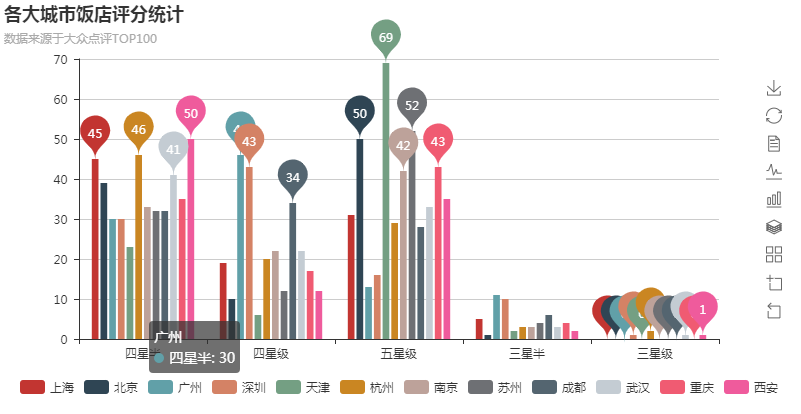 各大城市饭店评分统计
数据来源于大众点评TOP100
70
60
50
40
30
20
10
0
45
46
41
50
43
34
50
69
42
52
43
1
四星半
四星级
五星级
三星半
三星级
广州
四星半: 30
上海 北京 广州 深圳 天津 杭州 南京 苏州 成都 武汉 重庆 西安